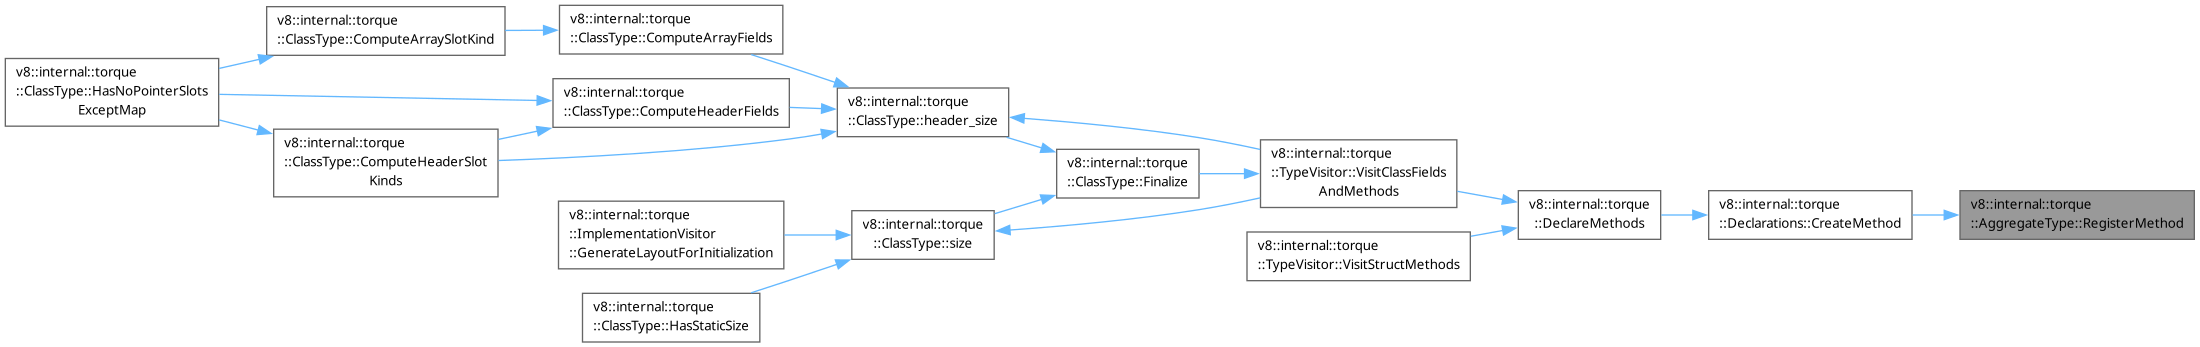 v8::internal::torque
::ClassType::HasNoPointerSlots
ExceptMap
v8::internal::torque
::ClassType::ComputeArraySlotKind
v8::internal::torque
::ClassType::ComputeHeaderSlot
Kinds
v8::internal::torque
::ClassType::ComputeArrayFields
v8::internal::torque
::ClassType::ComputeHeaderFields
v8::internal::torque
::ImplementationVisitor
::GenerateLayoutForInitialization
v8::internal::torque
::ClassType::HasStaticSize
v8::internal::torque
::ClassType::header_size
v8::internal::torque
::ClassType::size
v8::internal::torque
::ClassType::Finalize
v8::internal::torque
::TypeVisitor::VisitClassFields
AndMethods
v8::internal::torque
::TypeVisitor::VisitStructMethods
v8::internal::torque
::DeclareMethods
v8::internal::torque
::Declarations::CreateMethod
v8::internal::torque
::AggregateType::RegisterMethod